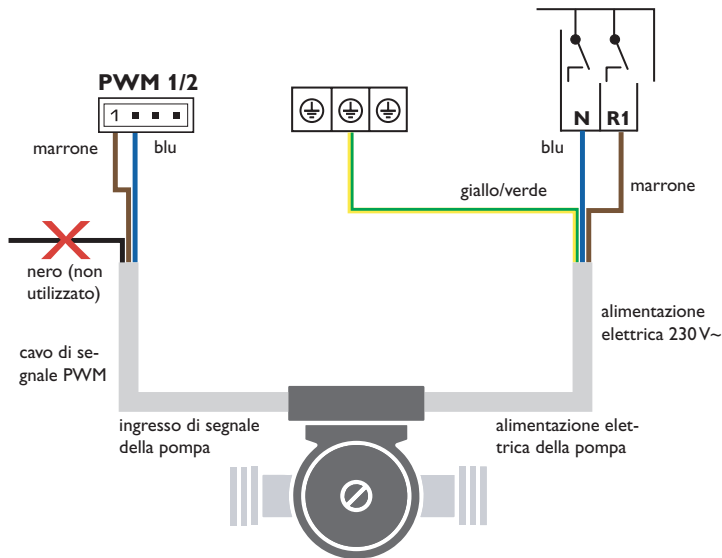 PWM 1/2
1
marrone
blu
nero (non
utilizzato)
cavo di se-
gnale PWM
ingresso di segnale
della pompa
giallo/verde
N
R1
blu
marrone
alimentazione
elettrica 230 V~
alimentazione elet-
trica della pompa